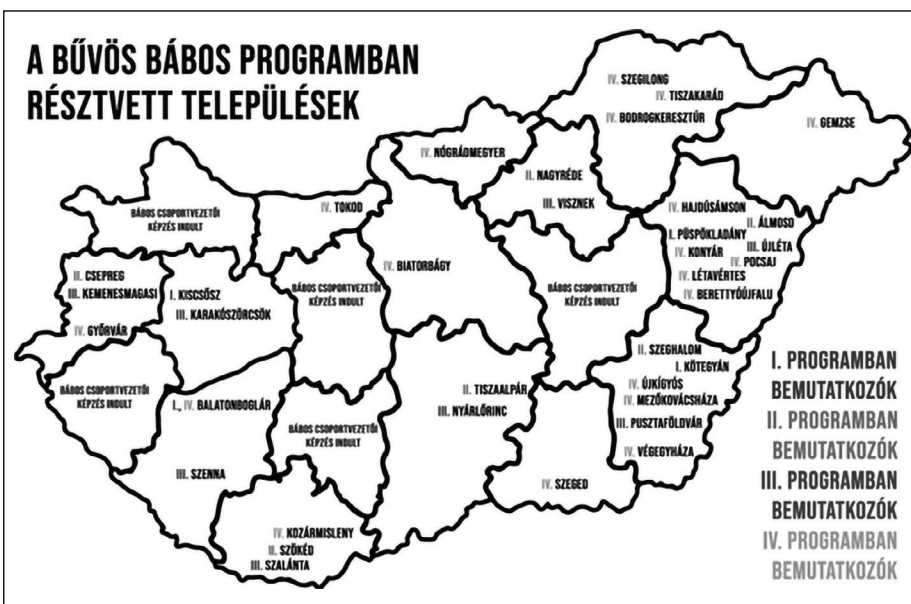 A BŰVÖS BÁBOS PROGRAMBAN
RÉSZTVETT TELEPÜLÉSEK
IV. SZEGILONG
IV. TISZAKARÁD
IV. BODROGKERESZTÚR
IV. GEMZSE
IV. NÓGRÁDMEGYER
II. NAGYRÉDE
III. VISZNEK
BÁBOS CSOPORTVEZETŐI
KÉPZÉS INDULT
IV. TOKOD
IV. HAJDÚSÁMSON
II. ÁLMOSD
I. PÜSPÖKLADÁNY
III. ÚJLÉTA
IV. KONYÁR
IV. POCSAJ
IV. LÉTAVÉRTES
IV. BERETTYÓÚJFALU
II. CSEPREG
III. KEMENESMAGASI
IV. GYŐRVÁR
I. KISCSŐSZ
III. KARAKÓSZÖRCSÖK
BÁBOS CSOPORTVEZETŐI
KÉPZÉS INDULT
IV. BIATORBÁGY
BÁBOS CSOPORTVEZETŐI
KÉPZÉS INDULT
II. SZEGHALOM
I. KÖTEGYÁN
IV. ÚJKÍGYÓS
IV. MEZŐKOVÁCSHÁZA
III. PUSZTAFÖLDVÁR
IV. VÉGEGYHÁZA
BÁBOS CSOPORTVEZETŐI
KÉPZÉS INDULT
I., IV. BALATONBOGLÁR
III. SZENNA
BÁBOS CSOPORTVEZETŐI
KÉPZÉS INDULT
II. TISZAALPÁR
III. NYÁRLŐRINC
IV. SZEGED
IV. KOZÁRMISLENY
II. SZŐKÉD
III. SZALÁNTA
I. PROGRAMBAN
BEMUTATKOZÓK
II. PROGRAMBAN
BEMUTATKOZÓK
III. PROGRAMBAN
BEMUTATKOZÓK
IV. PROGRAMBAN
BEMUTATKOZÓK